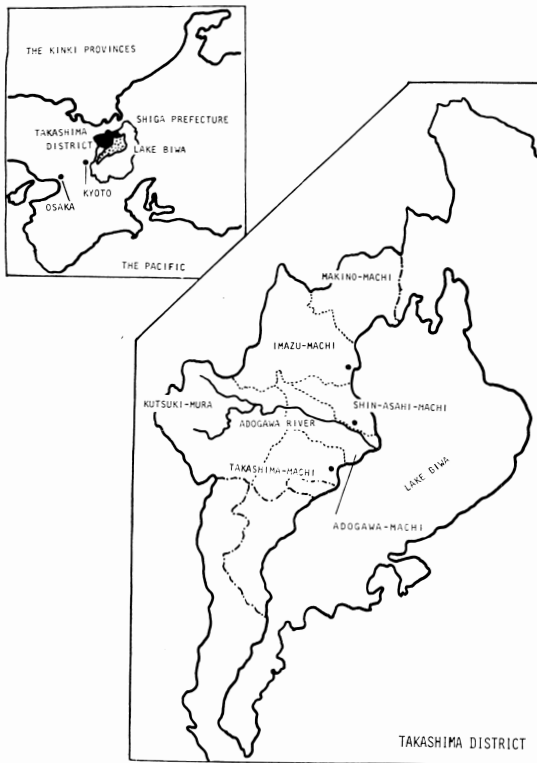 THE KINKI PROVINCES
SHIGA PREFECTURE
TAKASHIMA
DISTRICT
LAKE BIWA
KYOTO
OSAKA
THE PACIFIC
MAKINO-MACHI
IMAZU-MACHI
KUTSUKI-MURA
SHIN-ASAHI-MACHI
ADOGAWA RIVER
TAKASHIMA-MACHI
LAKE BIWA
ADOGAWA-MACHI
TAKASHIMA DISTRICT